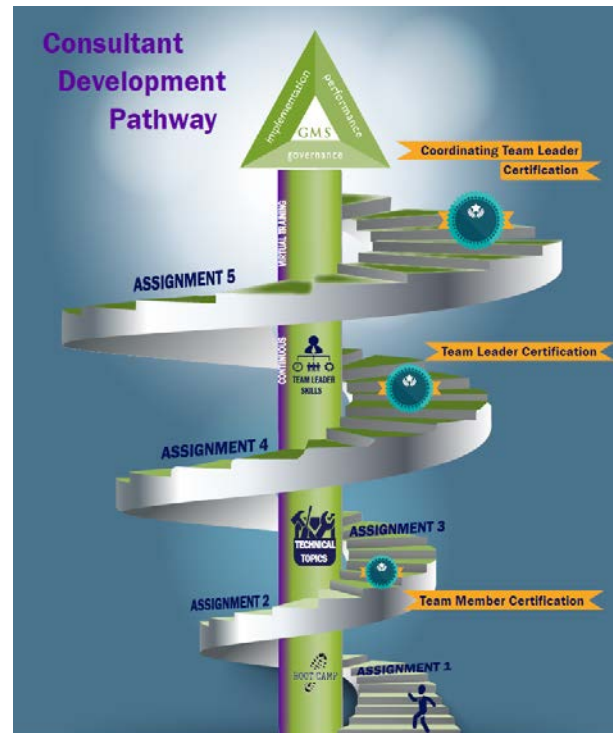 Consultant
Development
Pathway
implementation
performance
GMS
governance
Coordinating Team Leader
Certification
VIRTUAL TRAINING
ASSIGNMENT 5
CONTINUOUS
TEAM LEADER
SKILLS
Team Leader Certification
ASSIGNMENT 4
ASSIGNMENT 3
TECHNICAL
TOPICS
ASSIGNMENT 2
Team Member Certification
BOOT CAMP
ASSIGNMENT 1